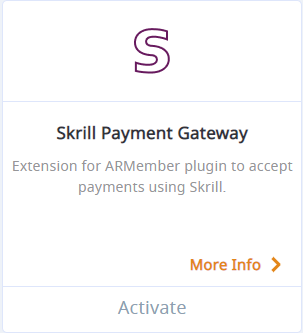 S
Skrill Payment Gateway
Extension for ARMember plugin to accept
payments using Skrill.
More Info
Activate